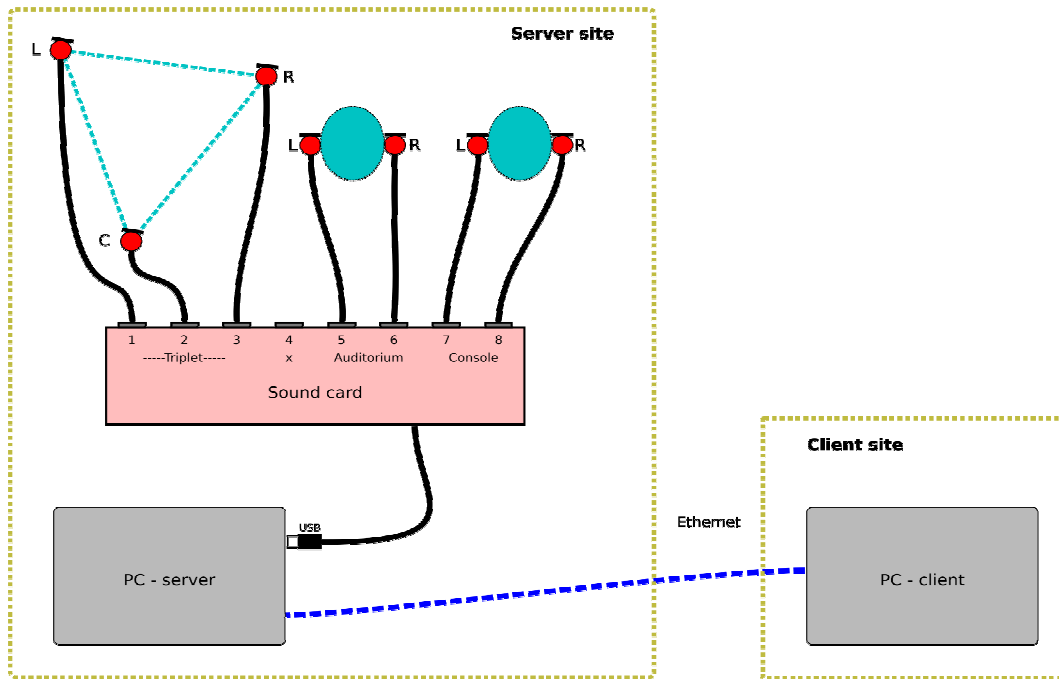 Server site
L
R
L
R
L
R
C
1 2 3 4 5 6 7 8
-----Triplet----- x Auditorium Console
Sound card
Client site
Ethernet
USB
PC - server
PC - client